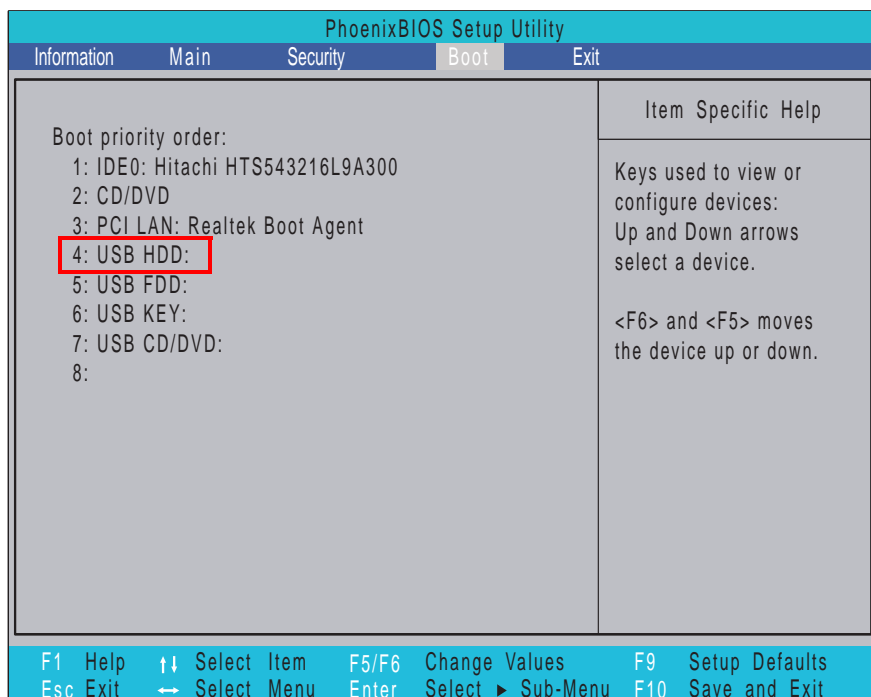 PhoenixBIOS Setup Utility
Information Main Security Boot Exit
Item Specific Help
Boot priority order:
1: IDE0: Hitachi HTS543216L9A300
2: CD/DVD
3: PCI LAN: Realtek Boot Agent
4: USB HDD:
5: USB FDD:
6: USB KEY:
7: USB CD/DVD:
8:
Keys used to view or
configure devices:
Up and Down arrows
select a device.
<F6> and <F5> moves
the device up or down.
F1 Help ↑↓ Select Item F5/F6 Change Values F9 Setup Defaults
Esc Exit ↔ Select Menu Enter Select ► Sub-Menu F10 Save and Exit